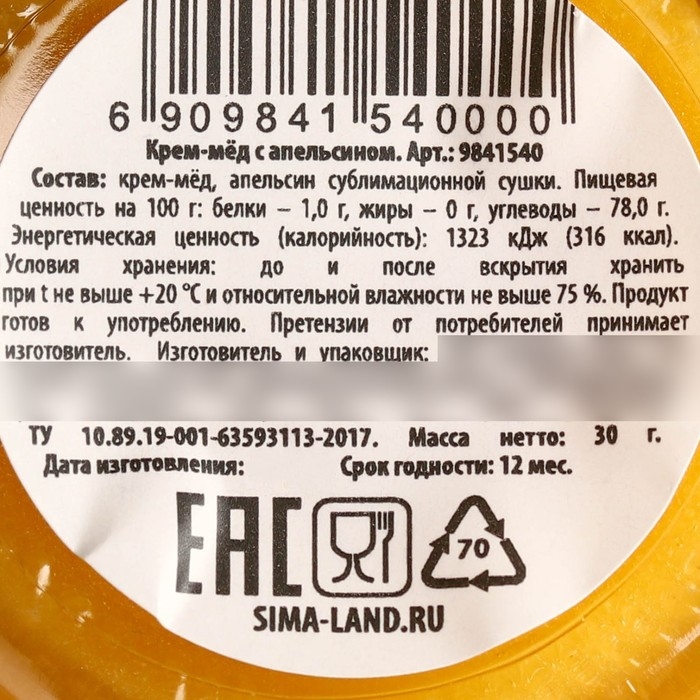 6 909841 540000
Крем-мёд с апельсином. Арт.: 9841540
Состав: крем-мёд, апельсин сублимационной сушки. Пищевая
ценность на 100 г: белки – 1,0 г, жиры – 0 г, углеводы – 78,0 г.
Энергетическая ценность (калорийность): 1323 кДж (316 ккал).
Условия хранения: до и после вскрытия хранить
при t не выше +20 °С и относительной влажности не выше 75 %. Продукт
готов к употреблению. Претензии от потребителей принимает
изготовитель. Изготовитель и упаковщик:
ТУ 10.89.19-001-63593113-2017. Масса нетто: 30 г.
Дата изготовления: Срок годности: 12 мес.
EAC 70
SIMA-LAND.RU